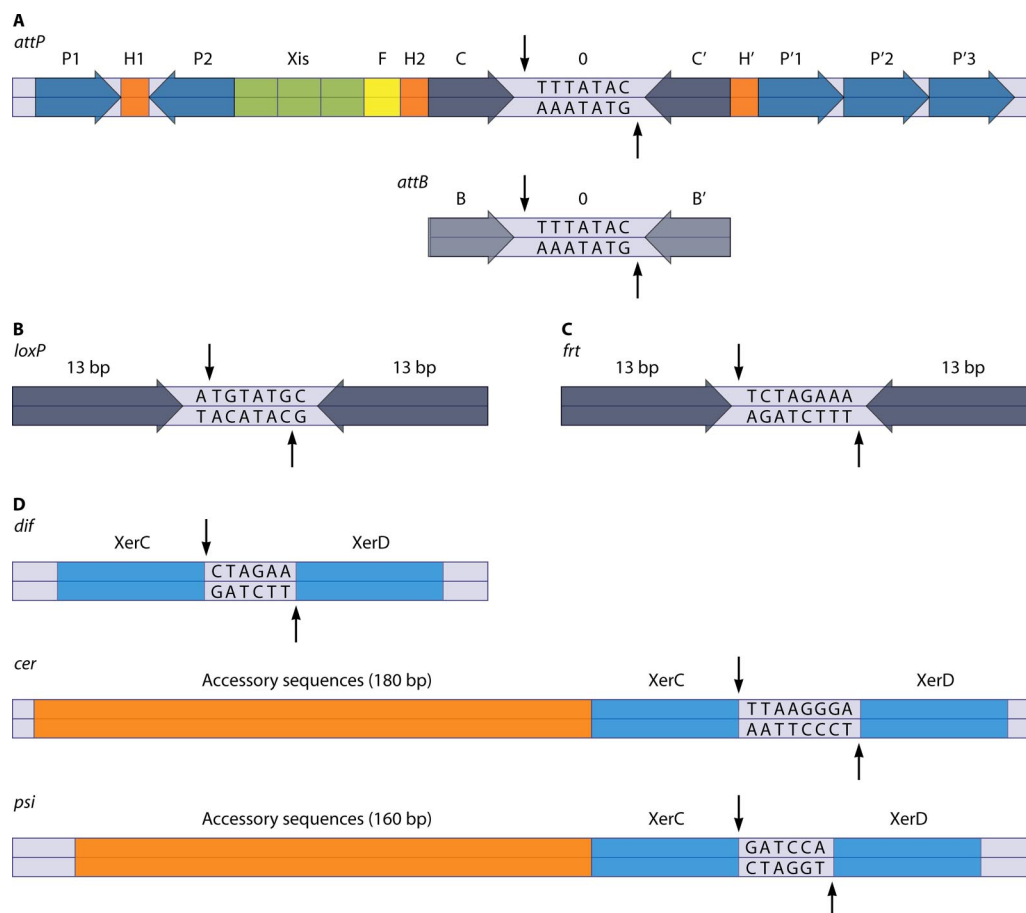 A
attP
P1 H1 P2 Xis F H2 C 0 C’ H’ P’1 P’2 P’3
TTTATAC
AAATATG
attB
B 0 B’
TTTATAC
AAATATG
B
loxP
13 bp 13 bp
ATGTATGC
TACATACG
C
frt
13 bp 13 bp
TCTAGAAA
AGATCTTT
D
dif
XerC XerD
CTAGAA
GATCTT
cer
Accessory sequences (180 bp) XerC XerD
TTAAGGGA
AATTCCCT
psi
Accessory sequences (160 bp) XerC XerD
GATCCA
CTAGGT